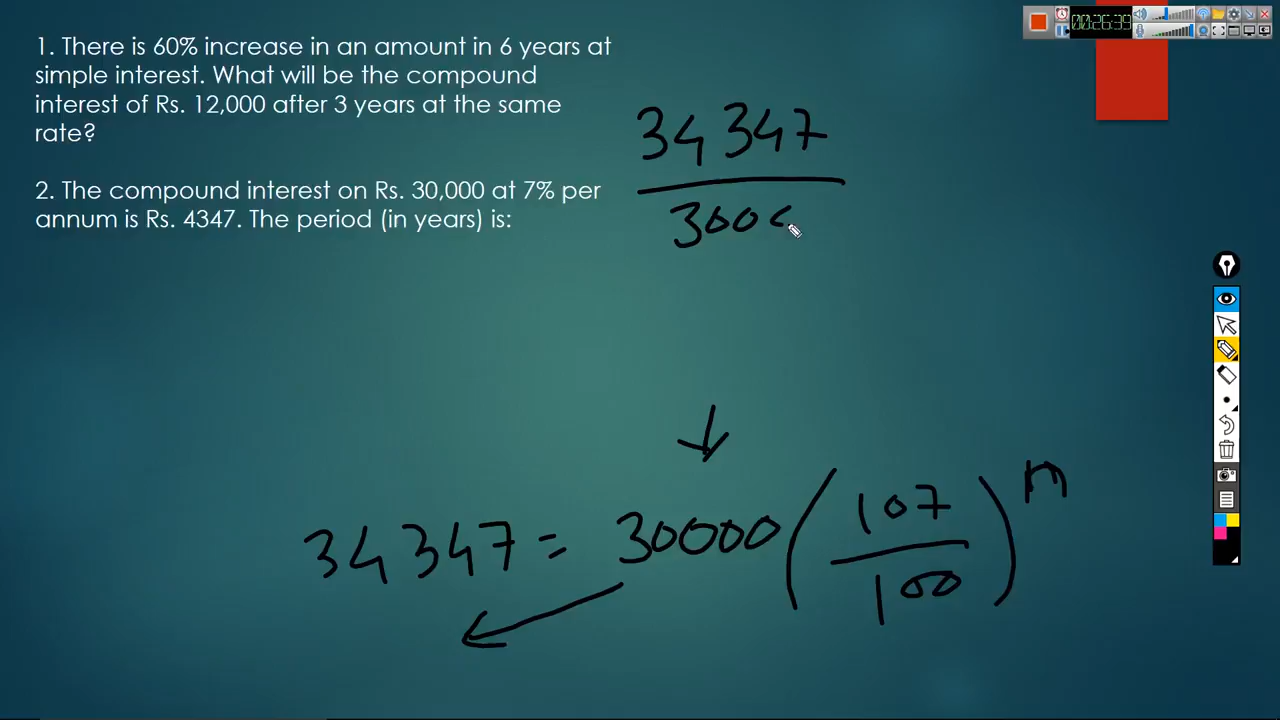 1. There is 60% increase in an amount in 6 years at
simple interest. What will be the compound
interest of Rs. 12,000 after 3 years at the same
rate?
2. The compound interest on Rs. 30,000 at 7% per
annum is Rs. 4347. The period (in years) is:
00:26:39
34347
3000
34347 = 30000 (107/100)^n